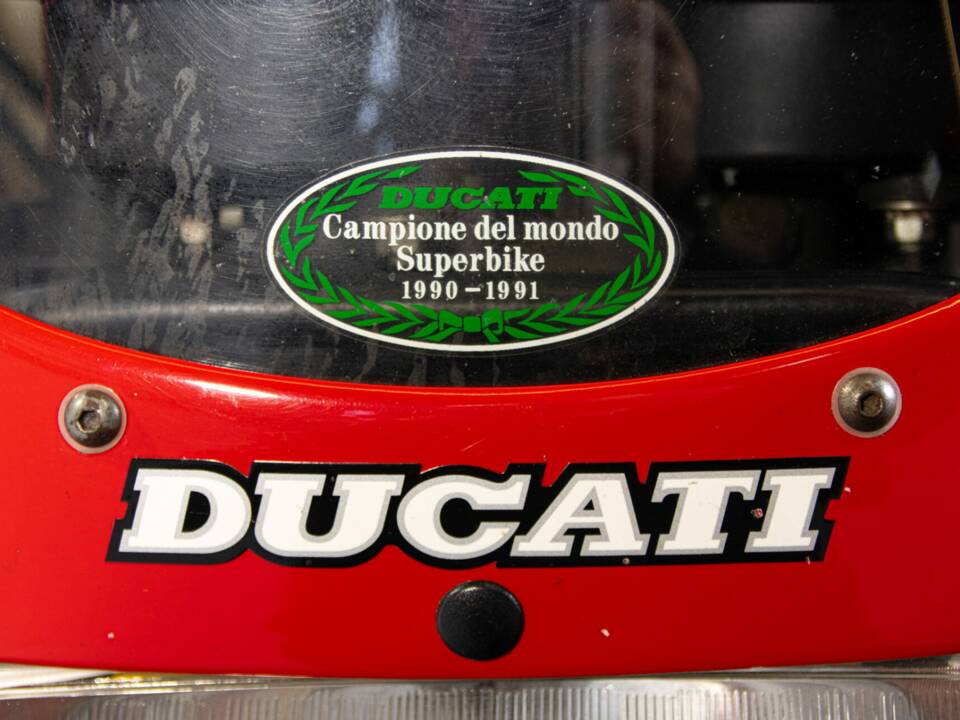 DUCATI
Campione del mondo
Superbike
1990-1991
DUCATI